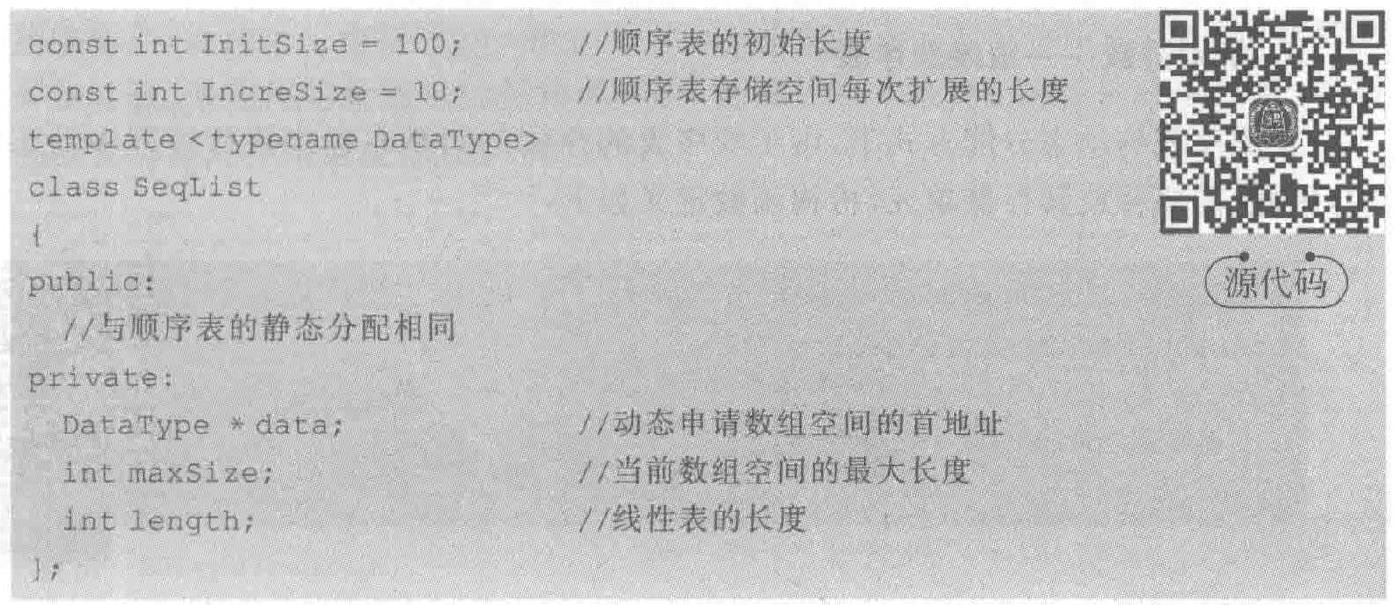 const int InitSize = 100; //顺序表的初始长度
const int IncreSize = 10; //顺序表存储空间每次扩展的长度
template <typename DataType>
class SeqList
{
public:
//与顺序表的静态分配相同
private:
DataType * data; //动态申请数组空间的首地址
int maxSize; //当前数组空间的最大长度
int length; //线性表的长度
};
源代码